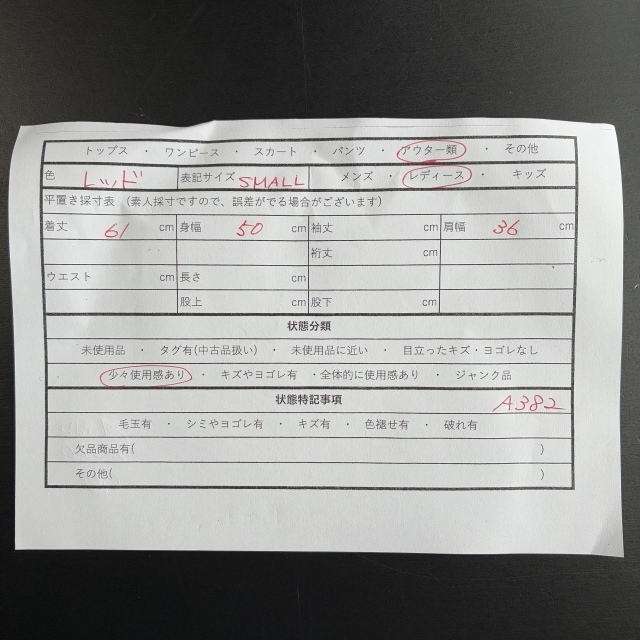 トップス ・ ワンピース ・ スカート ・ パンツ ・ アウター類 ・ その他
色 レッド 表記サイズ SMALL メンズ ・ レディース ・ キッズ
平置き採寸表 (素人採寸ですので、誤差がでる場合がございます)
着丈 61 cm 身幅 50 cm 袖丈 cm 肩幅 36 cm
裄丈 cm
ウエスト cm 長さ cm
股上 cm 股下 cm
状態分類
未使用品 ・ タグ有(中古品扱い) ・ 未使用品に近い ・ 目立ったキズ・ヨゴレなし
少々使用感あり ・ キズやヨゴレ有 ・全体的に使用感あり ・ ジャンク品
状態特記事項 A382
毛玉有 ・ シミやヨゴレ有 ・ キズ有 ・ 色褪せ有 ・ 破れ有
欠品商品有( )
その他( )